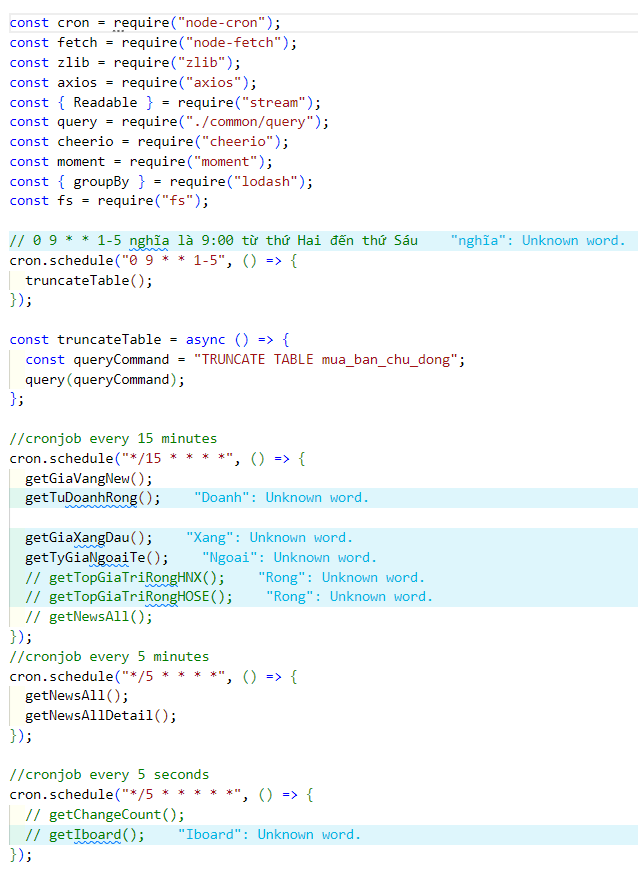 const cron = require("node-cron");
const fetch = require("node-fetch");
const zlib = require("zlib");
const axios = require("axios");
const { Readable } = require("stream");
const query = require("./common/query");
const cheerio = require("cheerio");
const moment = require("moment");
const { groupBy } = require("lodash");
const fs = require("fs");

// 0 9 * * 1-5 nghĩa là 9:00 từ thứ Hai đến thứ Sáu    "nghĩa": Unknown word.
cron.schedule("0 9 * * 1-5", () => {
  truncateTable();
});

const truncateTable = async () => {
  const queryCommand = "TRUNCATE TABLE mua_ban_chu_dong";
  query(queryCommand);
};

//cronjob every 15 minutes
cron.schedule("*/15 * * * *", () => {
  getGiaVangNew();
  getTuDoanhRong();    "Doanh": Unknown word.

  getGiaXangDau();    "Xang": Unknown word.
  getTyGiaNgoaiTe();    "Ngoai": Unknown word.
  // getTopGiaTriRongHNX();    "Rong": Unknown word.
  // getTopGiaTriRongHOSE();    "Rong": Unknown word.
  // getNewsAll();
});
//cronjob every 5 minutes
cron.schedule("*/5 * * * *", () => {
  getNewsAll();
  getNewsAllDetail();
});

//cronjob every 5 seconds
cron.schedule("*/5 * * * * *", () => {
  // getChangeCount();
  // getIboard();    "Iboard": Unknown word.
});